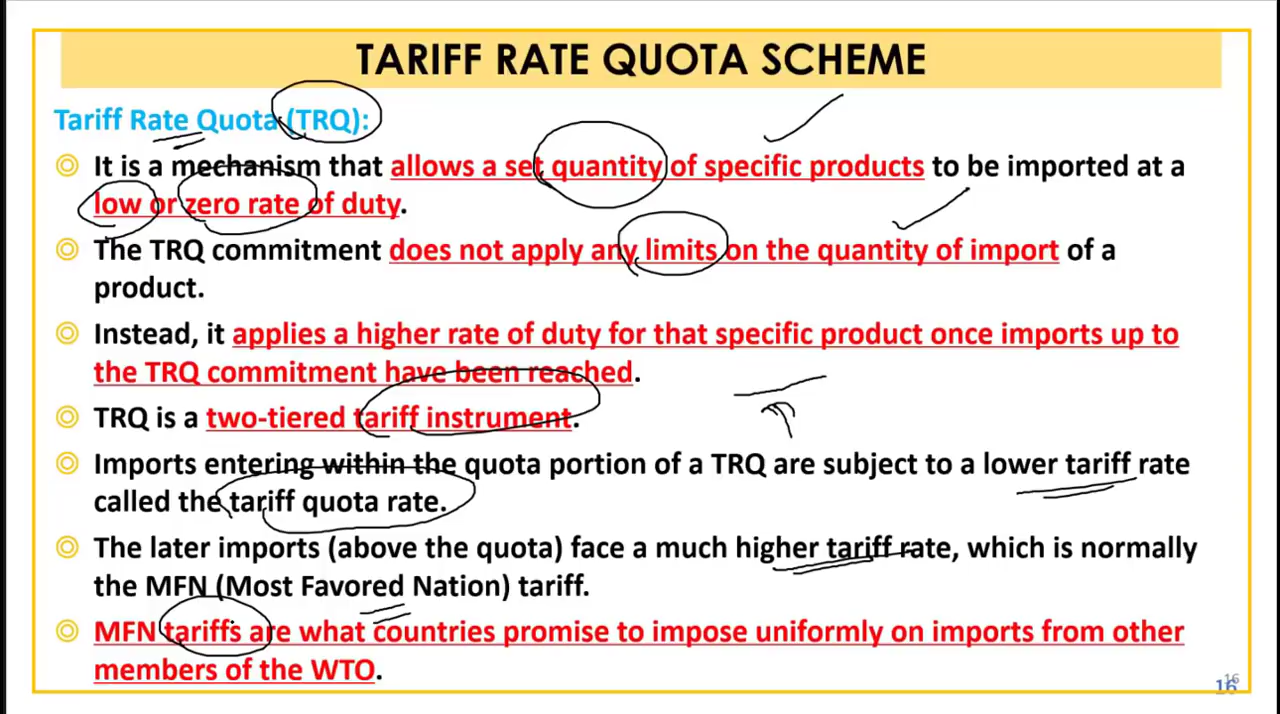 TARIFF RATE QUOTA SCHEME
Tariff Rate Quota (TRQ):
It is a mechanism that allows a set quantity of specific products to be imported at a
low or zero rate of duty.
The TRQ commitment does not apply any limits on the quantity of import of a
product.
Instead, it applies a higher rate of duty for that specific product once imports up to
the TRQ commitment have been reached.
TRQ is a two-tiered tariff instrument.
Imports entering within the quota portion of a TRQ are subject to a lower tariff rate
called the tariff quota rate.
The later imports (above the quota) face a much higher tariff rate, which is normally
the MFN (Most Favored Nation) tariff.
MFN tariffs are what countries promise to impose uniformly on imports from other
members of the WTO.
16
16